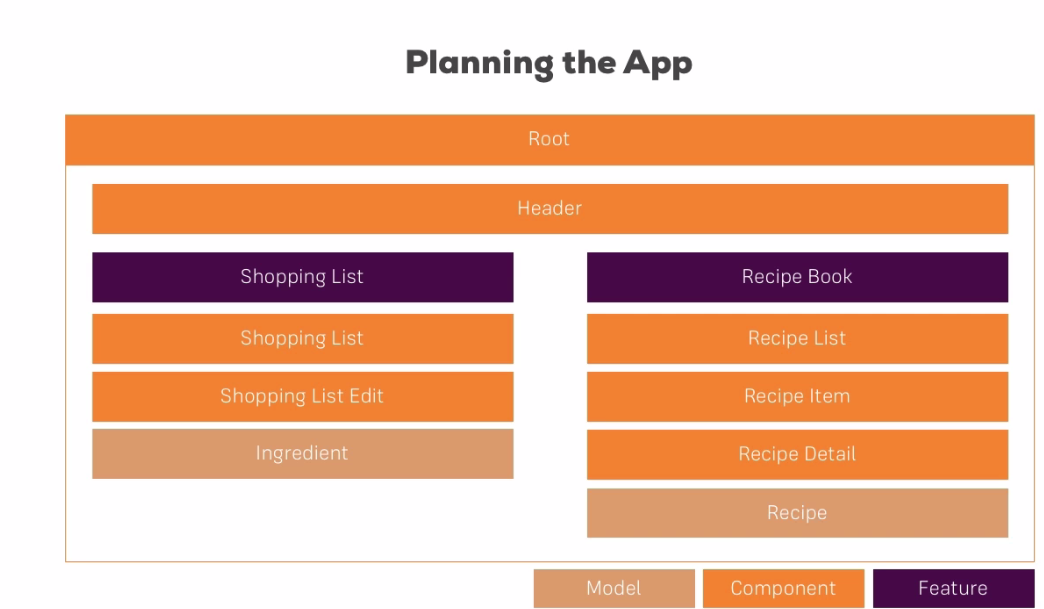 Planning the App
Root
Header
Shopping List
Recipe Book
Shopping List
Recipe List
Shopping List Edit
Recipe Item
Ingredient
Recipe Detail
Recipe
Model
Component
Feature